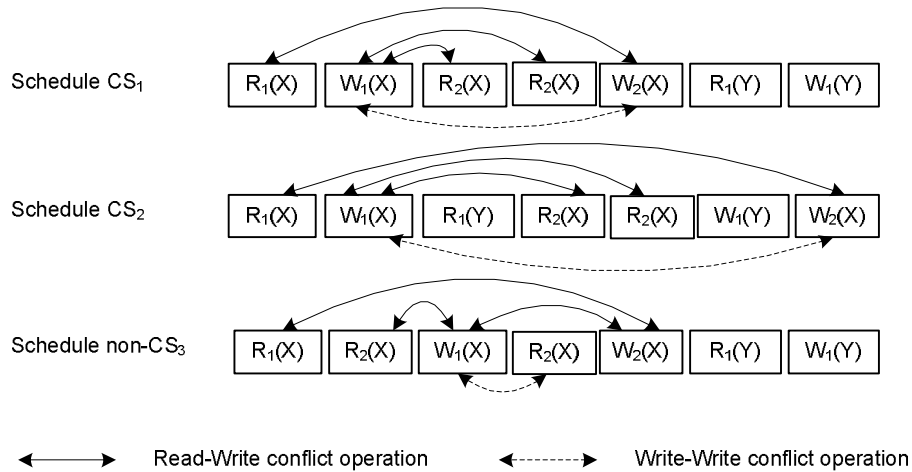 Schedule CS₁ R₁(X) W₁(X) R₂(X) R₂(X) W₂(X) R₁(Y) W₁(Y)
Schedule CS₂ R₁(X) W₁(X) R₁(Y) R₂(X) R₂(X) W₁(Y) W₂(X)
Schedule non-CS₃ R₁(X) R₂(X) W₁(X) R₂(X) W₂(X) R₁(Y) W₁(Y)
Read-Write conflict operation Write-Write conflict operation